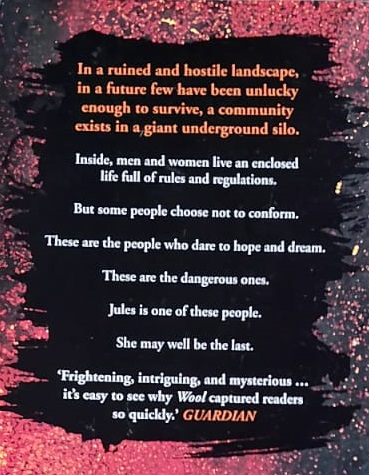 In a ruined and hostile landscape,
in a future few have been unlucky
enough to survive, a community
exists in a giant underground silo.
Inside, men and women live an enclosed
life full of rules and regulations.
But some people choose not to conform.
These are the people who dare to hope and dream.
These are the dangerous ones.
Jules is one of these people.
She may well be the last.
‘Frightening, intriguing, and mysterious ...
it’s easy to see why Wool captured readers
so quickly.’ GUARDIAN